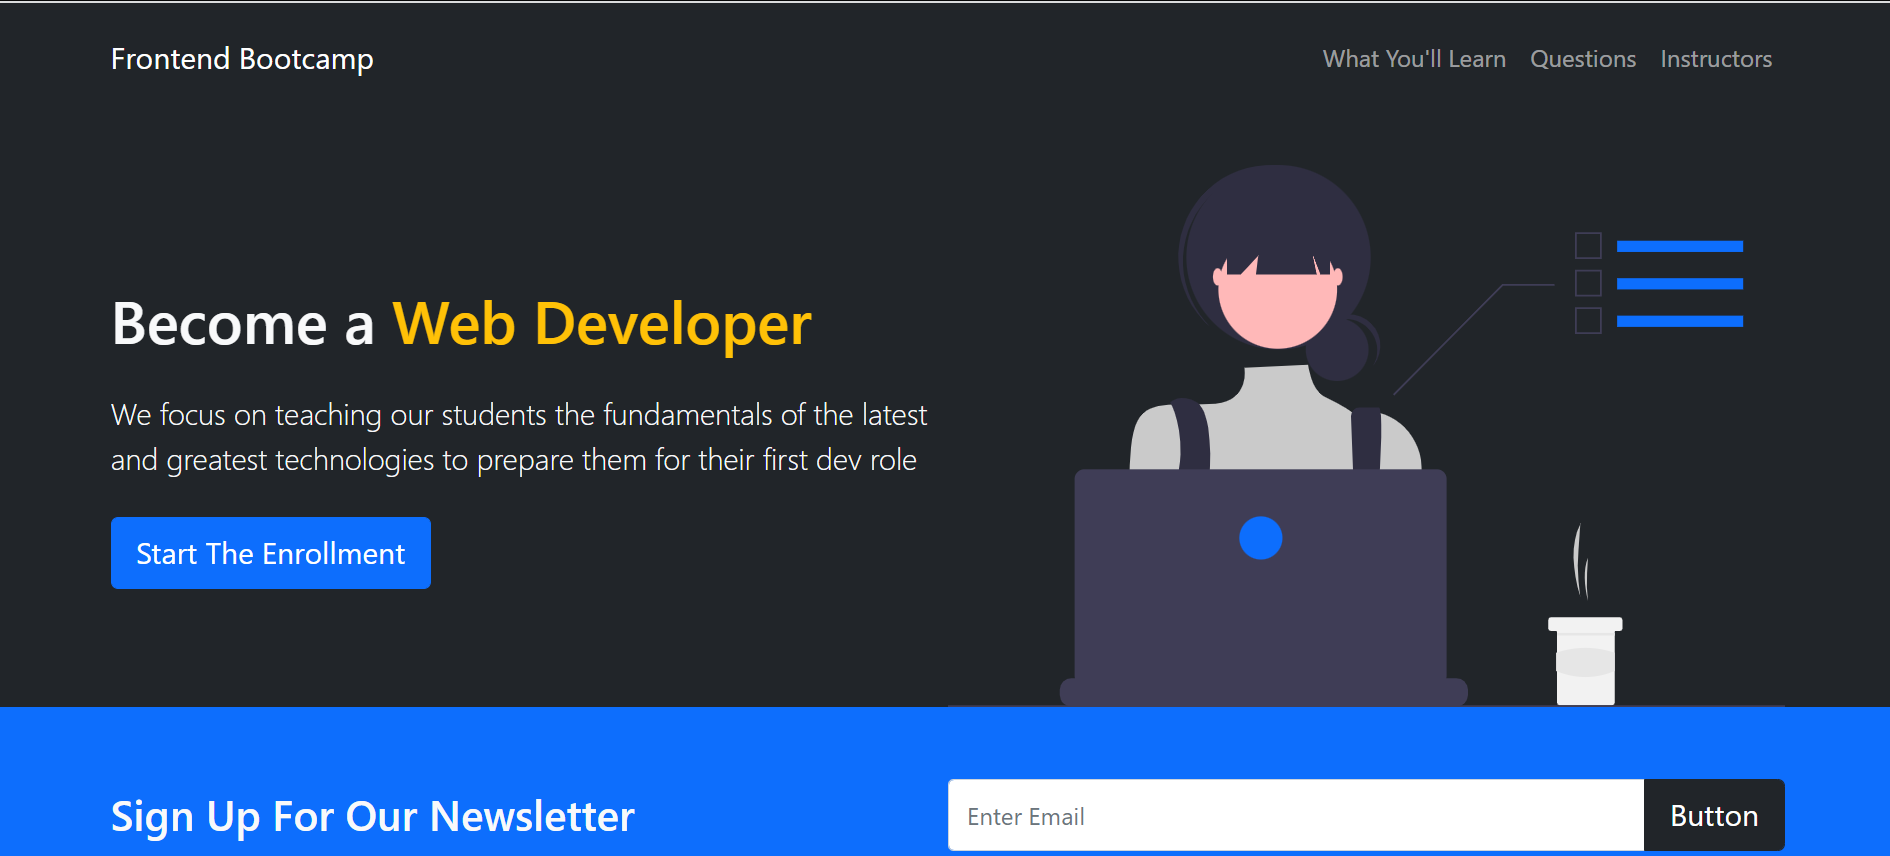 Frontend Bootcamp
What You'll Learn Questions Instructors
Become a Web Developer
We focus on teaching our students the fundamentals of the latest
and greatest technologies to prepare them for their first dev role
Start The Enrollment
Sign Up For Our Newsletter
Enter Email
Button